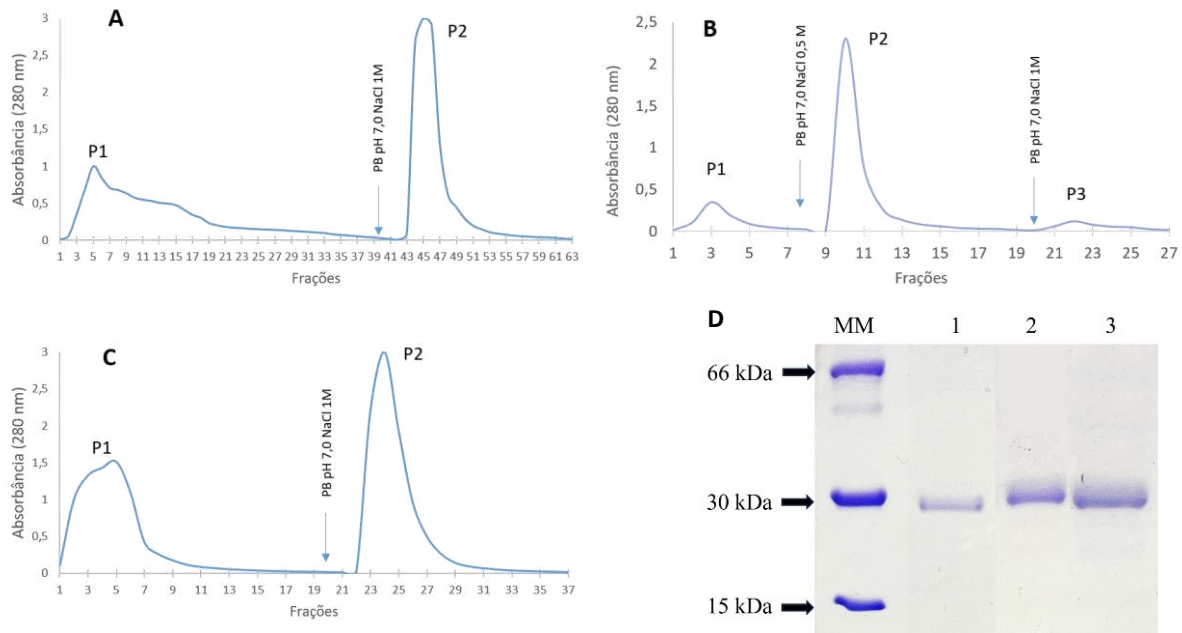 A
Absorbância (280 nm)
3
2,5
2
1,5
1
0,5
0
P1
P2
PB pH 7,0 NaCl 1M
1 3 5 7 9 11 13 15 17 19 21 23 25 27 29 31 33 35 37 39 41 43 45 47 49 51 53 55 57 59 61 63
Frações
B
Absorbância (280 nm)
2,5
2
1,5
1
0,5
0
P1
PB pH 7,0 NaCl 0,5 M
P2
PB pH 7,0 NaCl 1M
P3
1 3 5 7 9 11 13 15 17 19 21 23 25 27
Frações
C
Absorbância (280 nm)
3
2,5
2
1,5
1
0,5
0
P1
P2
PB pH 7,0 NaCl 1M
1 3 5 7 9 11 13 15 17 19 21 23 25 27 29 31 33 35 37
Frações
D
MM 1 2 3
66 kDa
30 kDa
15 kDa